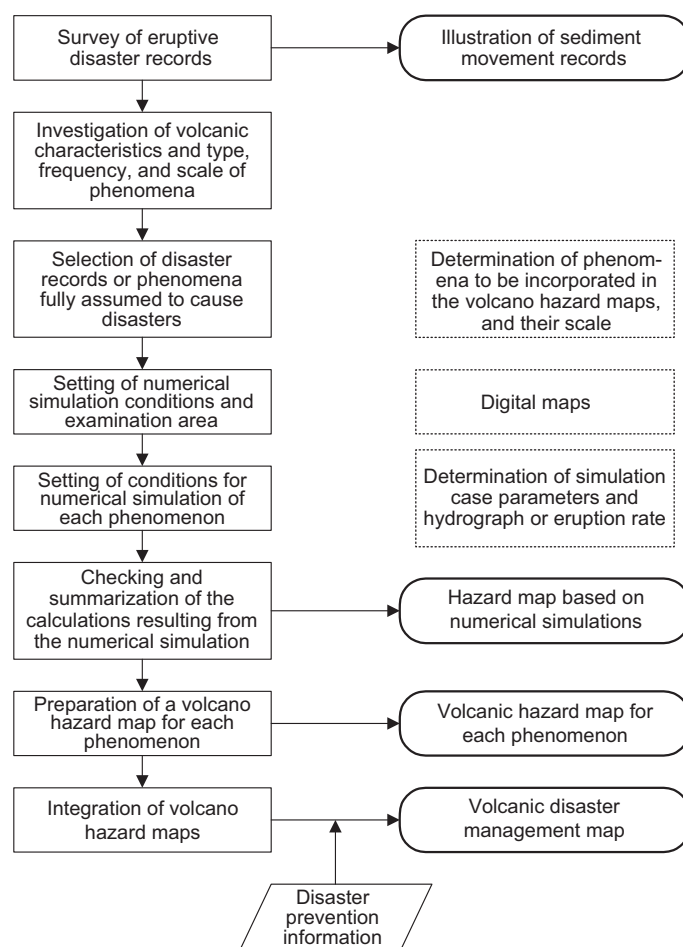 Survey of eruptive
disaster records
Illustration of sediment
movement records
Investigation of volcanic
characteristics and type,
frequency, and scale of
phenomena
Selection of disaster
records or phenomena
fully assumed to cause
disasters
Determination of phenom-
ena to be incorporated in
the volcano hazard maps,
and their scale
Setting of numerical
simulation conditions and
examination area
Digital maps
Setting of conditions for
numerical simulation of
each phenomenon
Determination of simulation
case parameters and
hydrograph or eruption rate
Checking and
summarization of the
calculations resulting from
the numerical simulation
Hazard map based on
numerical simulations
Preparation of a volcano
hazard map for each
phenomenon
Volcanic hazard map for
each phenomenon
Integration of volcano
hazard maps
Volcanic disaster
management map
Disaster
prevention
information